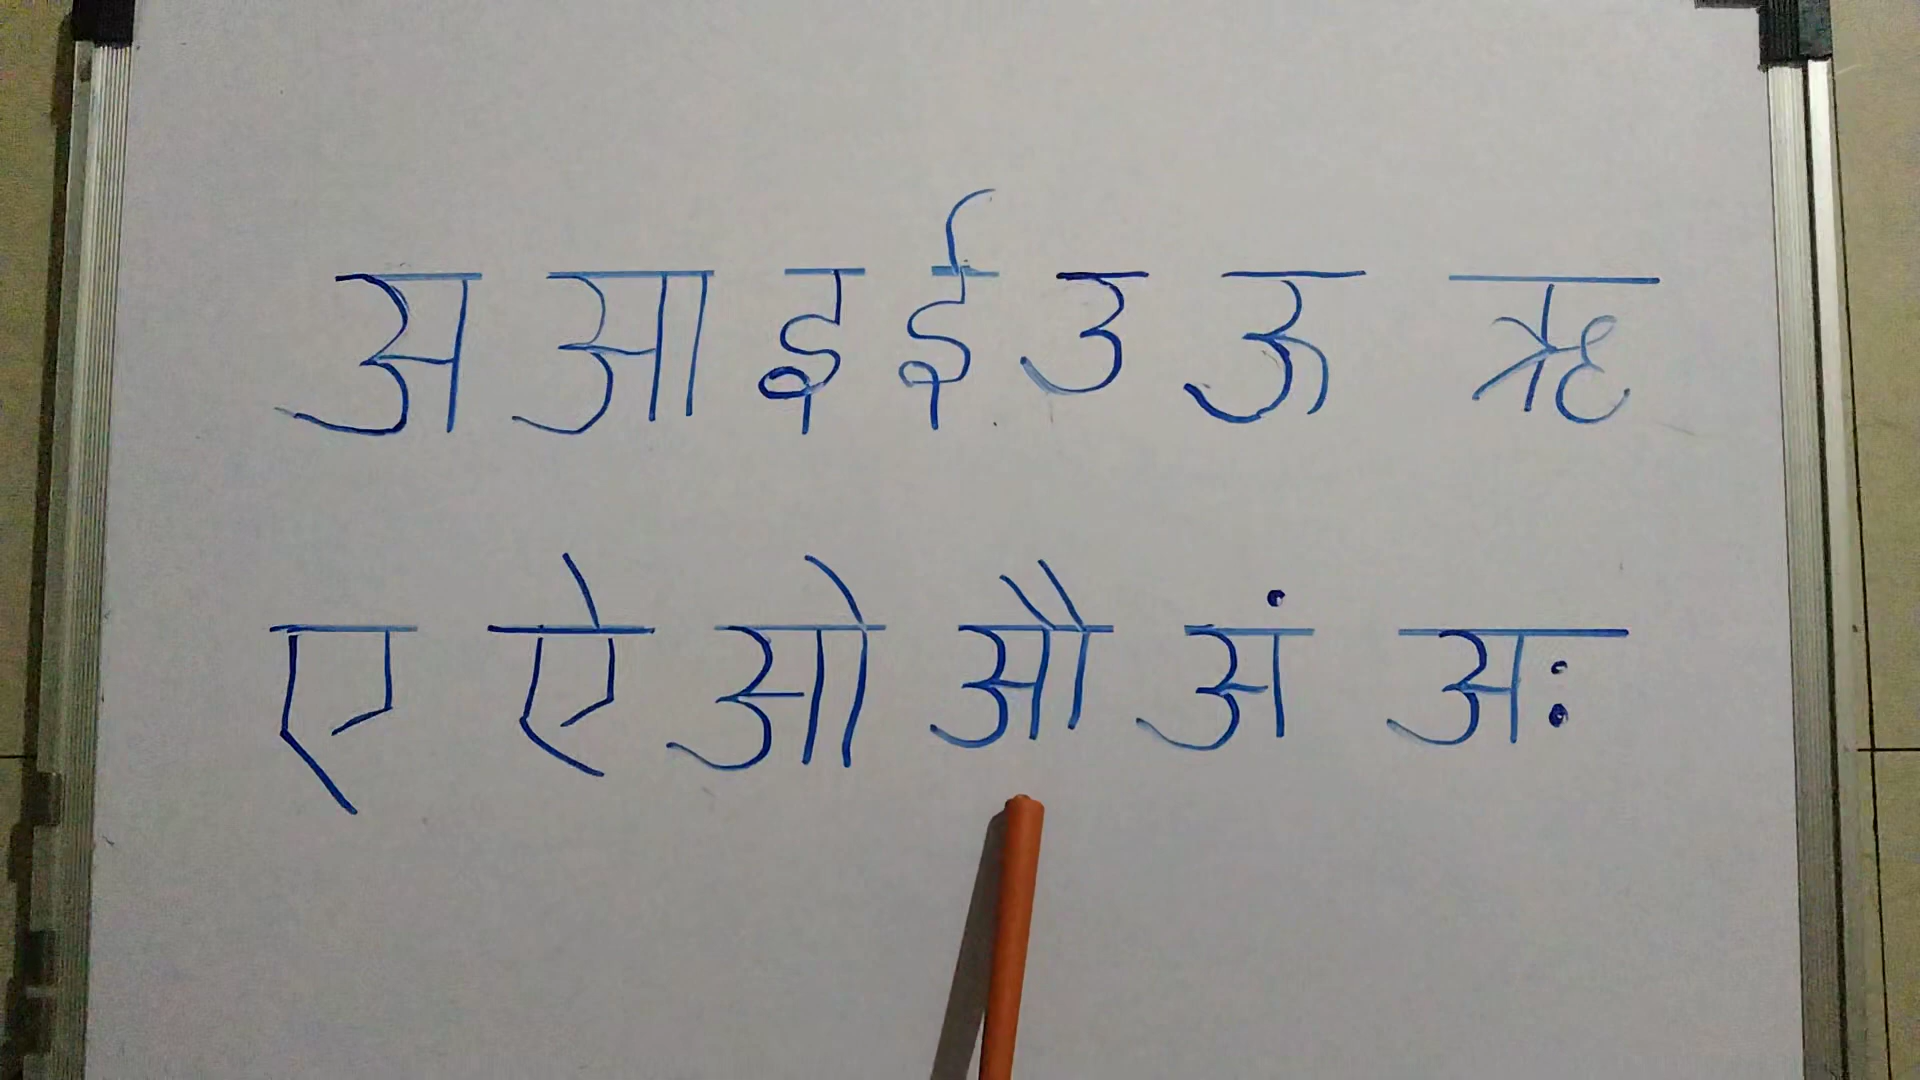 अ आ इ ई उ ऊ ऋ
ए ऐ ओ औ अं अः